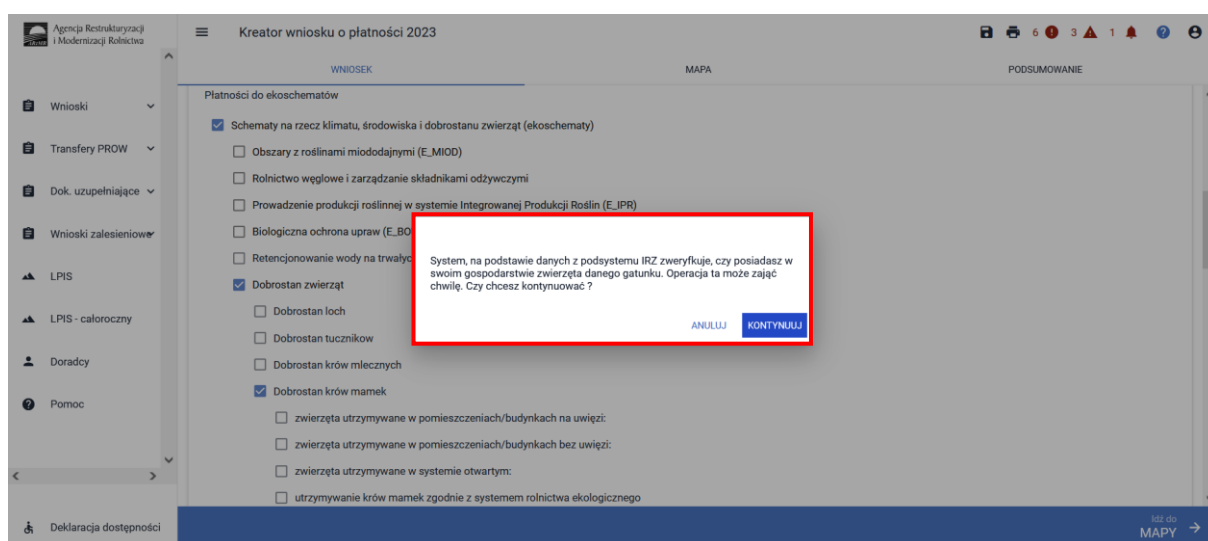 Agencja Restrukturyzacji
i Modernizacji Rolnictwa
Kreator wniosku o płatności 2023
6 3 1
WNIOSEK
MAPA
PODSUMOWANIE
Wnioski
Transfery PROW
Dok. uzupełniające
Wnioski zalesieniowe
LPIS
LPIS - całoroczny
Doradcy
Pomoc
Deklaracja dostępności
Płatności do ekoschematów
Schematy na rzecz klimatu, środowiska i dobrostanu zwierząt (ekoschematy)
Obszary z roślinami miododajnymi (E_MIOD)
Rolnictwo węglowe i zarządzanie składnikami odżywczymi
Prowadzenie produkcji roślinnej w systemie Integrowanej Produkcji Roślin (E_IPR)
Biologiczna ochrona upraw (E_BO
Retencjonowanie wody na trwałyc
Dobrostan zwierząt
Dobrostan loch
Dobrostan tucznikow
Dobrostan krów mlecznych
Dobrostan krów mamek
zwierzęta utrzymywane w pomieszczeniach/budynkach na uwięzi:
zwierzęta utrzymywane w pomieszczeniach/budynkach bez uwięzi:
zwierzęta utrzymywane w systemie otwartym:
utrzymywanie krów mamek zgodnie z systemem rolnictwa ekologicznego
System, na podstawie danych z podsystemu IRZ zweryfkuje, czy posiadasz w
swoim gospodarstwie zwierzęta danego gatunku. Operacja ta może zająć
chwilę. Czy chcesz kontynuować ?
ANULUJ KONTYNUUJ
Idź do
MAPY